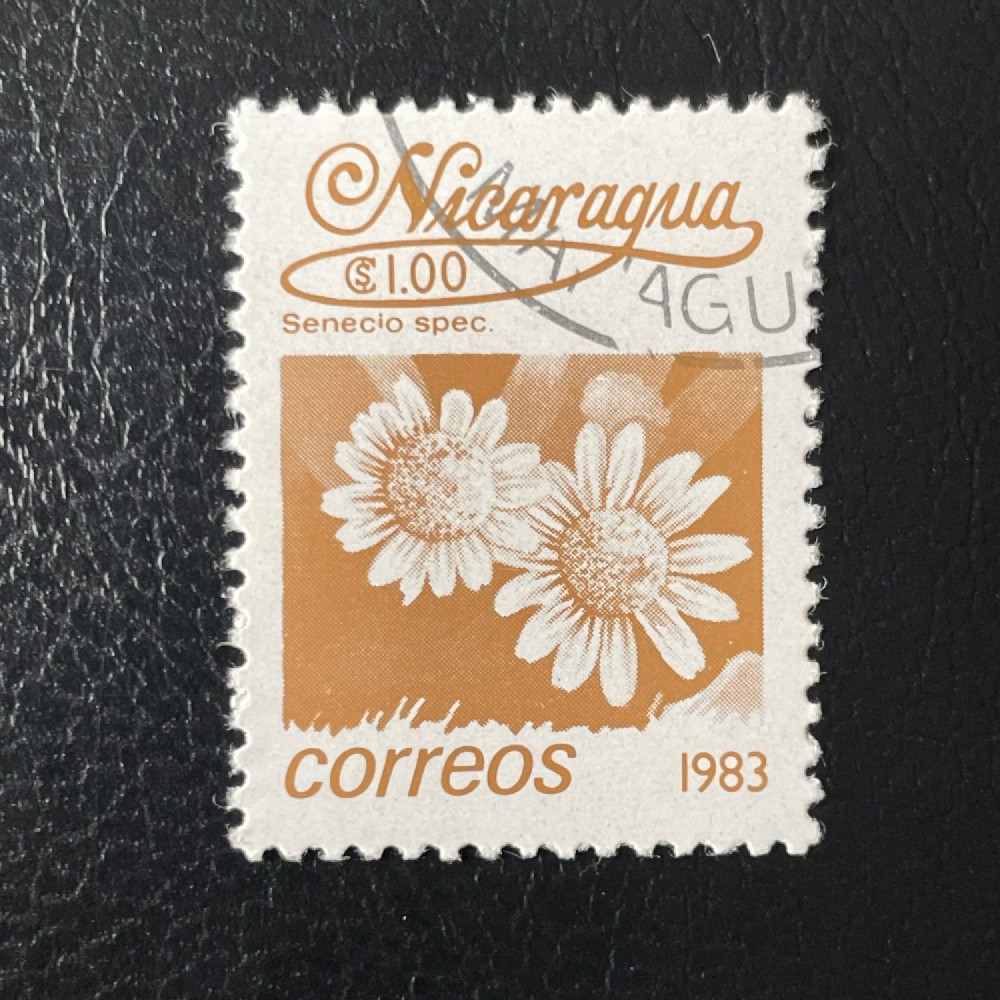 Nicaragua
C$ 1.00
Senecio spec.
AGU
correos
1983